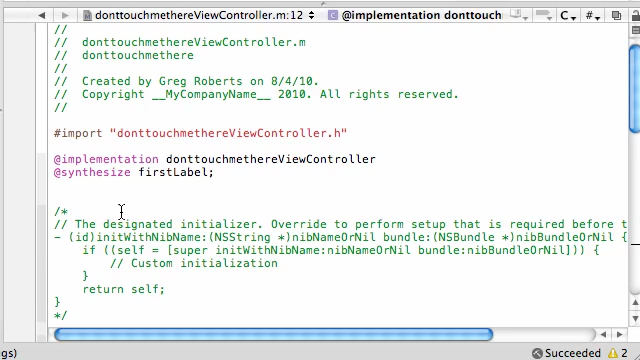 donttouchmethereViewController.m:12 @implementation donttouch C #
//
// donttouchmethereViewController.m
// donttouchmethere
//
// Created by Greg Roberts on 8/4/10.
// Copyright __MyCompanyName__ 2010. All rights reserved.
//
#import "donttouchmethereViewController.h"
@implementation donttouchmethereViewController
@synthesize firstLabel;
/*
// The designated initializer. Override to perform setup that is required before t
- (id)initWithNibName:(NSString *)nibNameOrNil bundle:(NSBundle *)nibBundleOrNil {
if ((self = [super initWithNibName:nibNameOrNil bundle:nibBundleOrNil])) {
// Custom initialization
}
return self;
}
*/
gs) Succeeded 2